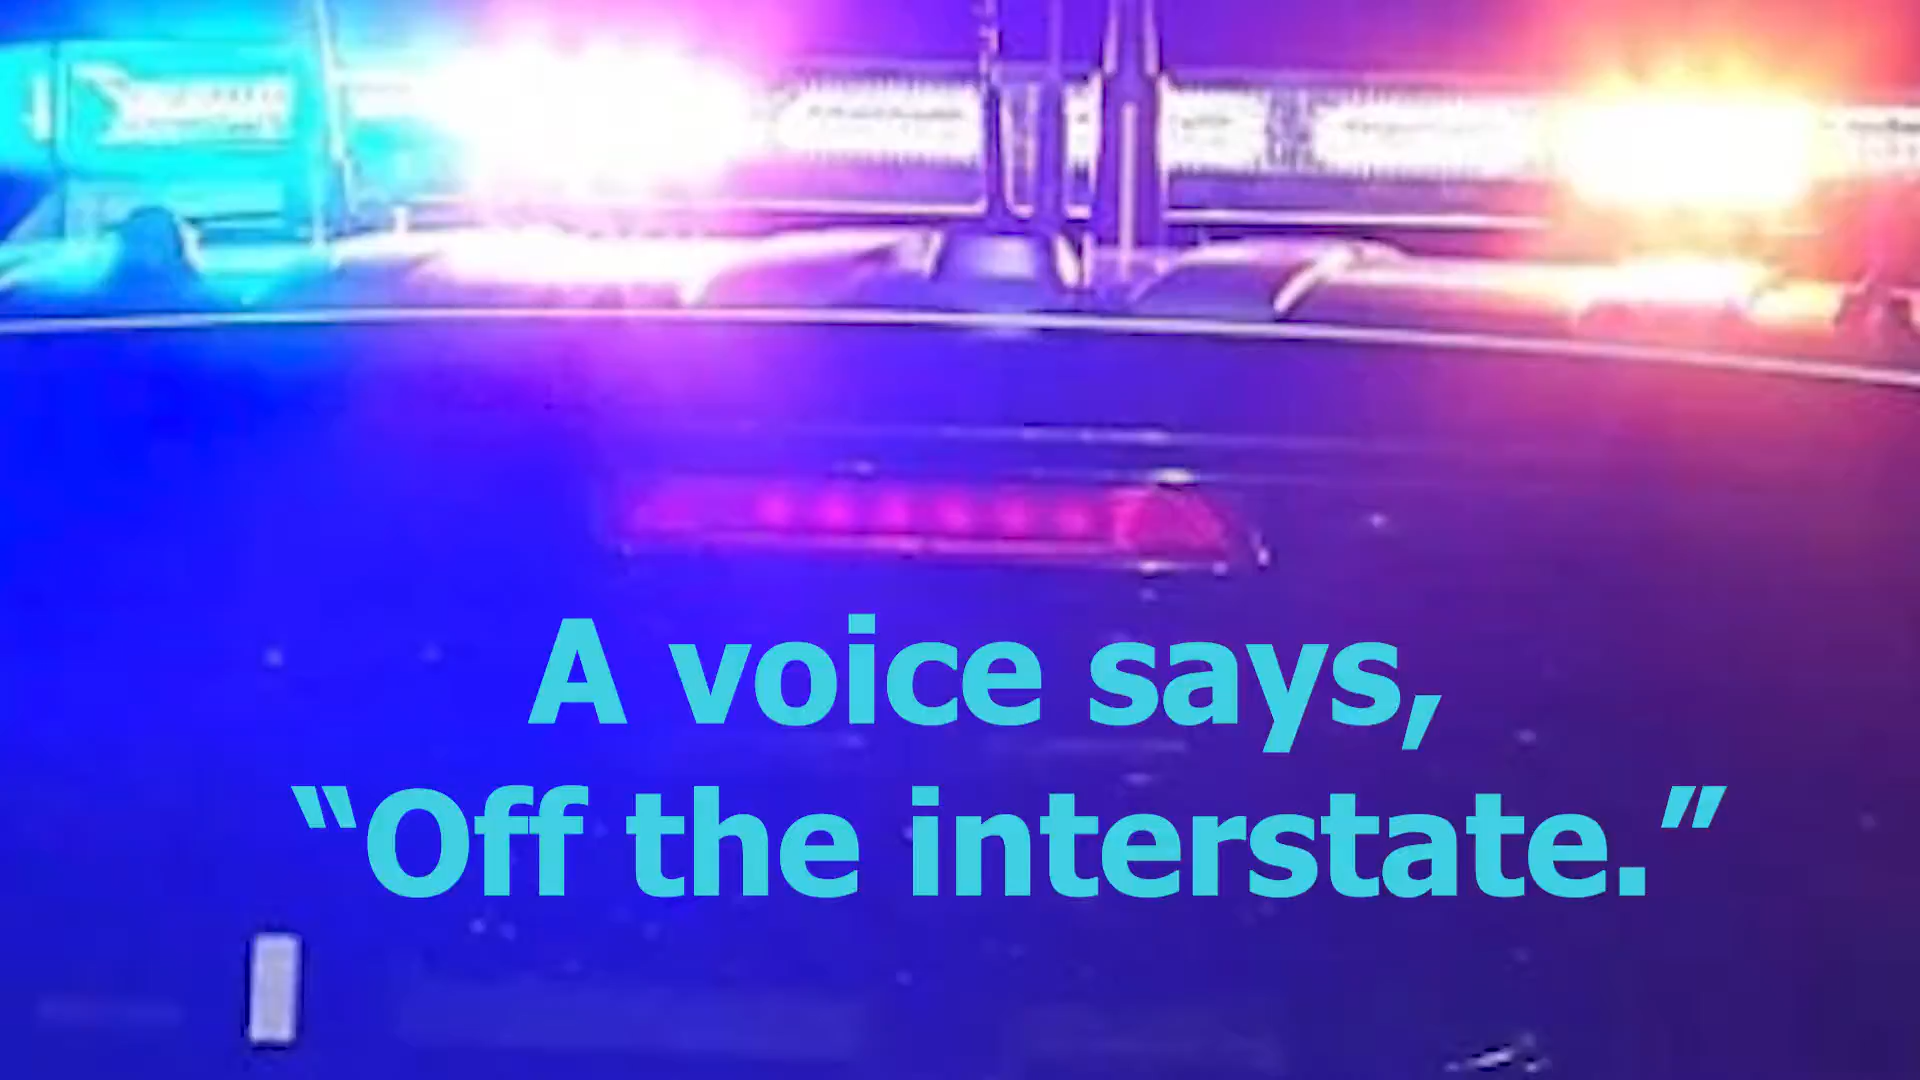 A voice says,
“Off the interstate.”